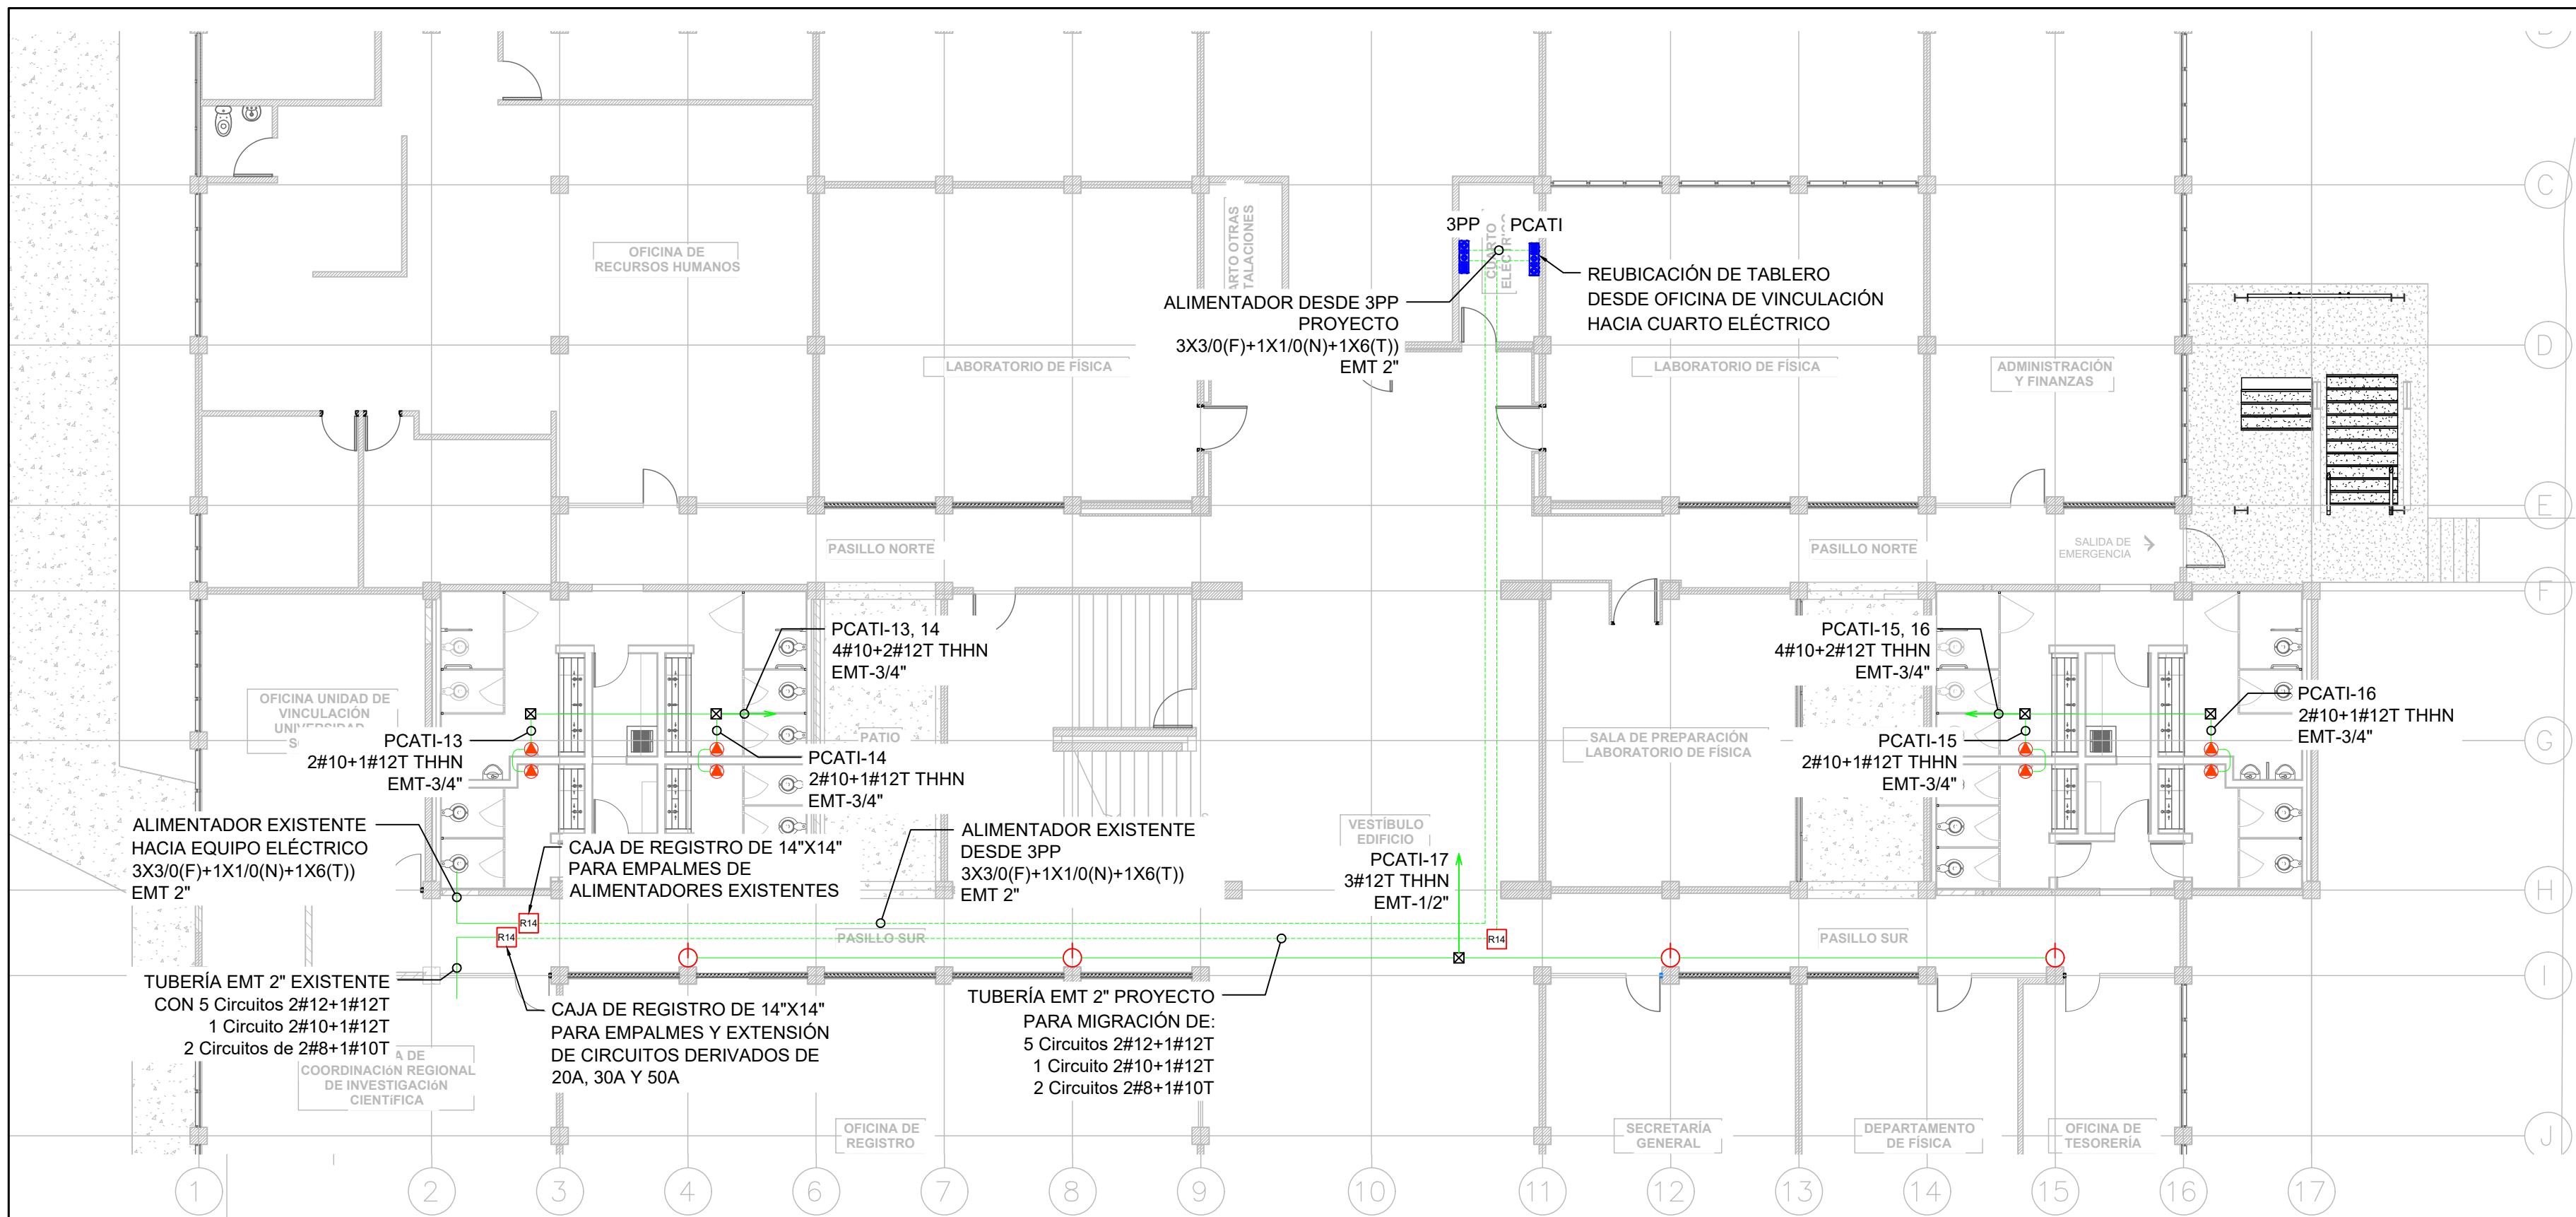 B
C
OFICINA DE
RECURSOS HUMANOS
ARTO OTRAS
TALACIONES
3PP
PCATI
CUARTO
ELÉCTRIC
REUBICACIÓN DE TABLERO
DESDE OFICINA DE VINCULACIÓN
HACIA CUARTO ELÉCTRICO
ALIMENTADOR DESDE 3PP
PROYECTO
3X3/0(F)+1X1/0(N)+1X6(T))
EMT 2"
D
LABORATORIO DE FÍSICA
LABORATORIO DE FÍSICA
ADMINISTRACIÓN
Y FINANZAS
E
PASILLO NORTE
PASILLO NORTE
SALIDA DE
EMERGENCIA
F
PCATI-13, 14
4#10+2#12T THHN
EMT-3/4"
PCATI-15, 16
4#10+2#12T THHN
EMT-3/4"
OFICINA UNIDAD DE
VINCULACIÓN
PCATI-13
2#10+1#12T THHN
EMT-3/4"
PATIO
PCATI-14
2#10+1#12T THHN
EMT-3/4"
SALA DE PREPARACIÓN
LABORATORIO DE FÍSICA
PCATI-15
2#10+1#12T THHN
EMT-3/4"
PCATI-16
2#10+1#12T THHN
EMT-3/4"
G
ALIMENTADOR EXISTENTE
HACIA EQUIPO ELÉCTRICO
3X3/0(F)+1X1/0(N)+1X6(T))
EMT 2"
CAJA DE REGISTRO DE 14"X14"
PARA EMPALMES DE
ALIMENTADORES EXISTENTES
ALIMENTADOR EXISTENTE
DESDE 3PP
3X3/0(F)+1X1/0(N)+1X6(T))
EMT 2"
VESTÍBULO
EDIFICIO
PCATI-17
3#12T THHN
EMT-1/2"
H
R14
R14
R14
PASILLO SUR
PASILLO SUR
I
TUBERÍA EMT 2" EXISTENTE
CON 5 Circuitos 2#12+1#12T
1 Circuito 2#10+1#12T
2 Circuitos de 2#8+1#10T
A DE
COORDINACIóN REGIONAL
DE INVESTIGACIóN
CIENTíFICA
CAJA DE REGISTRO DE 14"X14"
PARA EMPALMES Y EXTENSIÓN
DE CIRCUITOS DERIVADOS DE
20A, 30A Y 50A
TUBERÍA EMT 2" PROYECTO
PARA MIGRACIÓN DE:
5 Circuitos 2#12+1#12T
1 Circuito 2#10+1#12T
2 Circuitos 2#8+1#10T
OFICINA DE
REGISTRO
SECRETARÍA
GENERAL
DEPARTAMENTO
DE FÍSICA
OFICINA DE
TESORERÍA
J
1
2
3
4
6
7
8
9
10
11
12
13
14
15
16
17